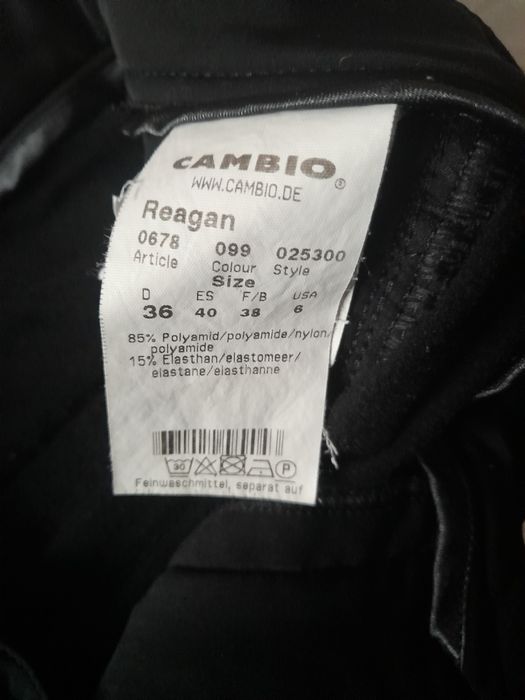 CAMBIO®
WWW.CAMBIO.DE
Reagan
0678 099 025300
Article Colour Style
Size
D ES F/B USA
36 40 38 6
85% Polyamid/polyamide/nylon/
polyamide
15% Elasthan/elastomeer/
elastane/elasthanne
30 P
Feinwaschmittel, separat auf